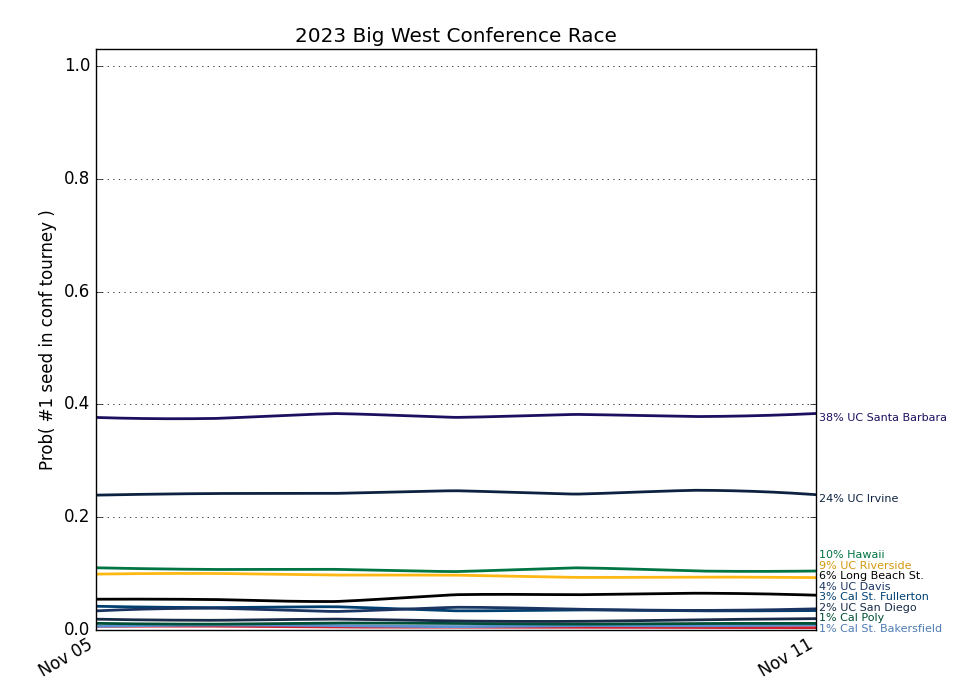 2023 Big West Conference Race
Prob( #1 seed in conf tourney )
1.0
0.8
0.6
0.4
0.2
0.0
Nov 05
Nov 11
38% UC Santa Barbara
24% UC Irvine
10% Hawaii
9% UC Riverside
6% Long Beach St.
4% UC Davis
3% Cal St. Fullerton
2% UC San Diego
1% Cal Poly
1% Cal St. Bakersfield